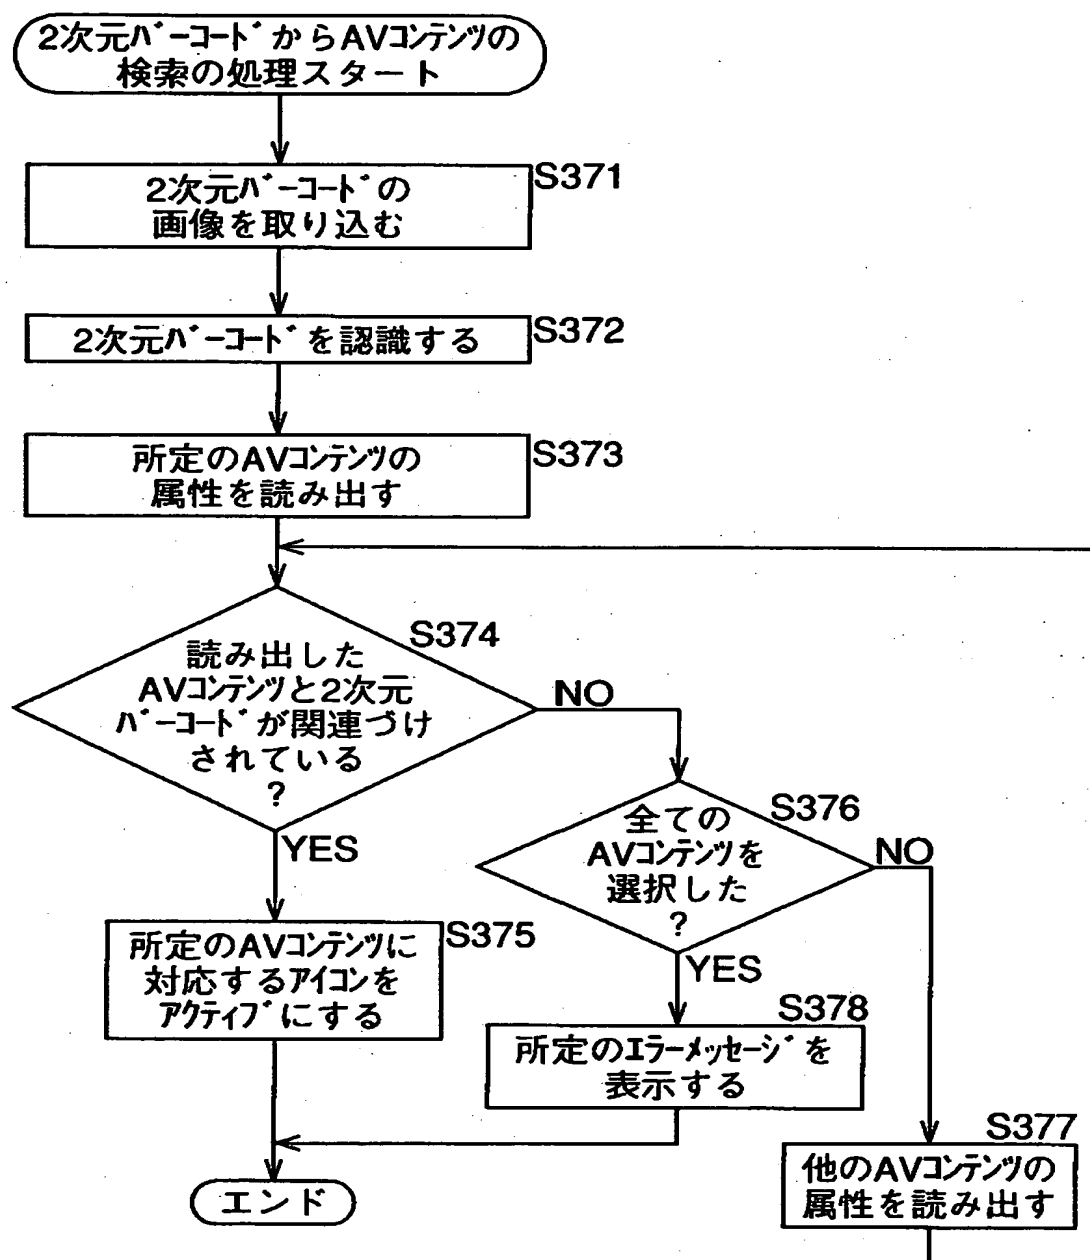 2次元ﾊﾞｰｺｰﾄﾞからAVｺﾝﾃﾝﾂの
検索の処理スタート
S371
2次元ﾊﾞｰｺｰﾄﾞの
画像を取り込む
S372
2次元ﾊﾞｰｺｰﾄﾞを認識する
S373
所定のAVｺﾝﾃﾝﾂの
属性を読み出す
S374
読み出した
AVｺﾝﾃﾝﾂと2次元
ﾊﾞｰｺｰﾄﾞが関連づけ
されている
?
NO
YES
S376
全ての
AVｺﾝﾃﾝﾂを
選択した
?
NO
YES
S375
所定のAVｺﾝﾃﾝﾂに
対応するｱｲｺﾝを
ｱｸﾃｨﾌﾞにする
S378
所定のｴﾗｰﾒｯｾｰｼﾞを
表示する
S377
他のAVｺﾝﾃﾝﾂの
属性を読み出す
エンド